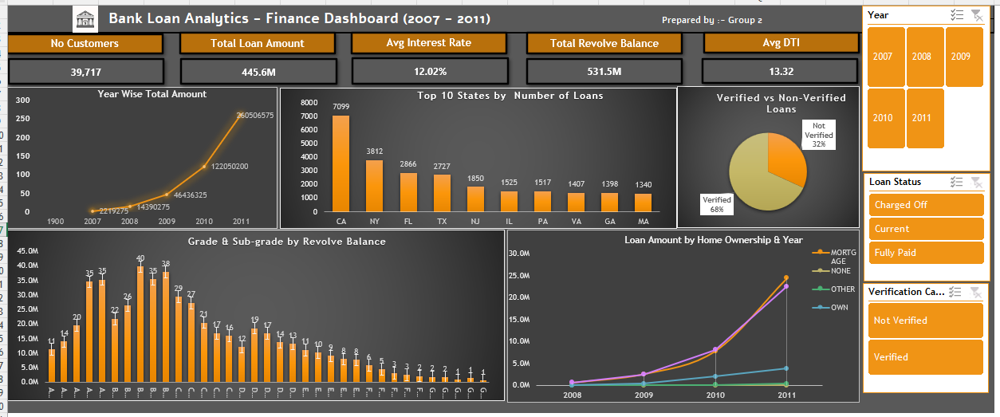 Bank Loan Analytics - Finance Dashboard (2007 - 2011)
Prepared by :- Group 2
No Customers
Total Loan Amount
Avg Interest Rate
Total Revolve Balance
Avg DTI
39,717
445.6M
12.02%
531.5M
13.32
Year Wise Total Amount
300
250
200
150
100
50
0
1900 2007 2008 2009 2010 2011
2219275
14390275
46436325
122050200
260506575
Top 10 States by Number of Loans
8000
7000
6000
5000
4000
3000
2000
1000
0
7099
3812
2866
2727
1850
1525
1517
1407
1398
1340
CA NY FL TX NJ IL PA VA GA MA
Verified vs Non-Verified
Loans
Not
Verified
32%
Verified
68%
Year
2007 2008 2009
2010 2011
Loan Status
Charged Off
Current
Fully Paid
Verification Ca...
Not Verified
Verified
Grade & Sub-grade by Revolve Balance
45.0M
40.0M
35.0M
30.0M
25.0M
20.0M
15.0M
10.0M
5.0M
0.0M
11 14 20 35 35 22 26 40 35 38 29 27 21 17 16 12 19 17 14 13 11 10 9 8 8 6 5 3 3 2 2 2 1 1 1
A... A... A... A... A... B... B... B... B... B... C... C... C... C... C... D... D... D... D... D... E... E... E... E... E... F... F... F... F... F... G... G... G... G... G...
Loan Amount by Home Ownership & Year
30.0M
25.0M
20.0M
15.0M
10.0M
5.0M
0.0M
2008 2009 2010 2011
MORTG
AGE
NONE
OTHER
OWN